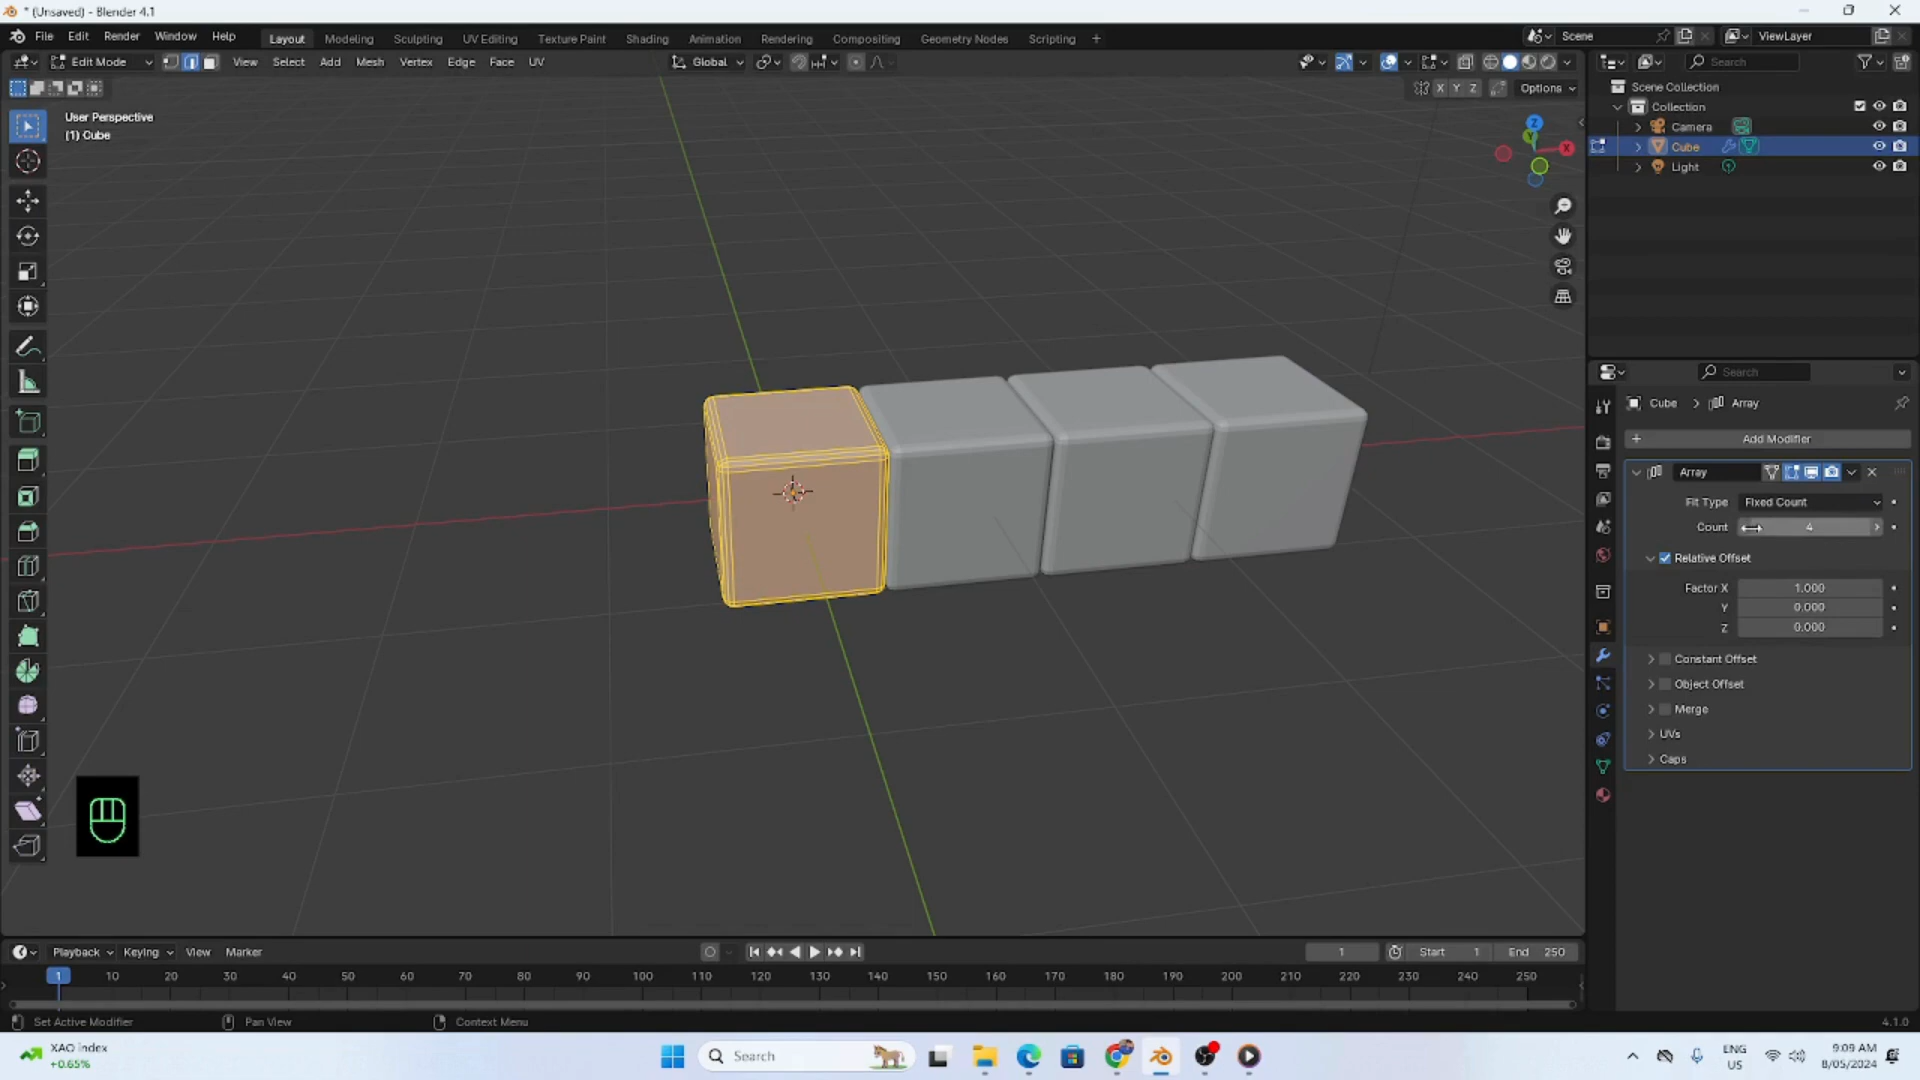 * (Unsaved) - Blender 4.1
File Edit Render Window Help
Layout Modeling Sculpting UV Editing Texture Paint Shading Animation Rendering Compositing Geometry Nodes Scripting +
Scene
ViewLayer
Edit Mode
View Select Add Mesh Vertex Edge Face UV
Global
Search
X Y Z
Options
User Perspective
(1) Cube
Z
Y
X
Scene Collection
Collection
Camera
Cube
Light
Search
Cube > Array
Add Modifier
Array
Fit Type Fixed Count
Count 4
Relative Offset
Factor X 1.000
Y 0.000
Z 0.000
Constant Offset
Object Offset
Merge
UVs
Caps
Playback Keying View Marker
1
Start 1
End 250
1 10 20 30 40 50 60 70 80 90 100 110 120 130 140 150 160 170 180 190 200 210 220 230 240 250
Set Active Modifier
Pan View
Context Menu
4.1.0
XAO index
+0.65%
Search
ENG
US
9:09 AM
8/05/2024